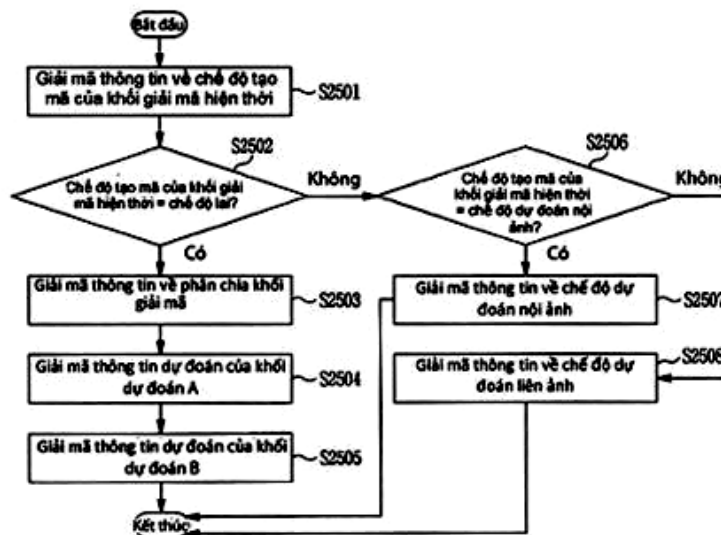 Bắt đầu
Giải mã thông tin về chế độ tạo
mã của khối giải mã hiện thời
S2501
S2502
Chế độ tạo mã của khối giải
mã hiện thời = chế độ lai?
Không
Có
S2506
Chế độ tạo mã của
khối giải mã hiện thời
= chế độ dự đoán nội
ảnh?
Không
Có
Giải mã thông tin về phân chia khối
giải mã
S2503
Giải mã thông tin về chế độ dự
đoán nội ảnh
S2507
Giải mã thông tin dự đoán của khối
dự đoán A
S2504
Giải mã thông tin về chế độ dự
đoán liên ảnh
S2508
Giải mã thông tin dự đoán của khối
dự đoán B
S2505
Kết thúc